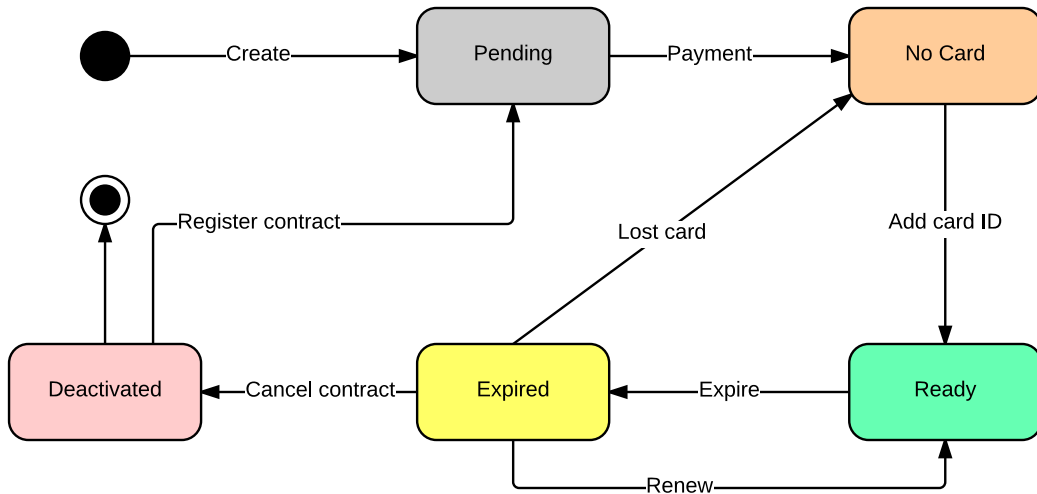 Create
Pending
Payment
No Card
Register contract
Lost card
Add card ID
Deactivated
Cancel contract
Expired
Expire
Ready
Renew